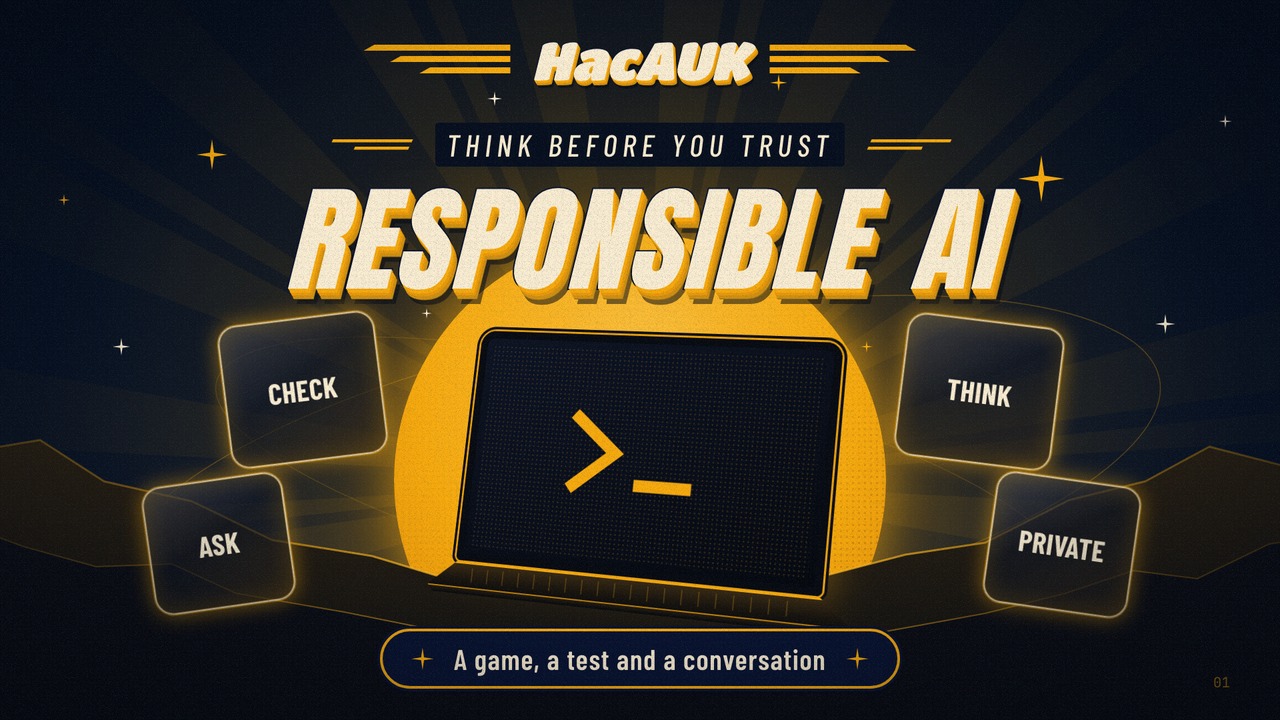 HacAUK
THINK BEFORE YOU TRUST
RESPONSIBLE AI
CHECK
THINK
>_
ASK
PRIVATE
A game, a test and a conversation
01